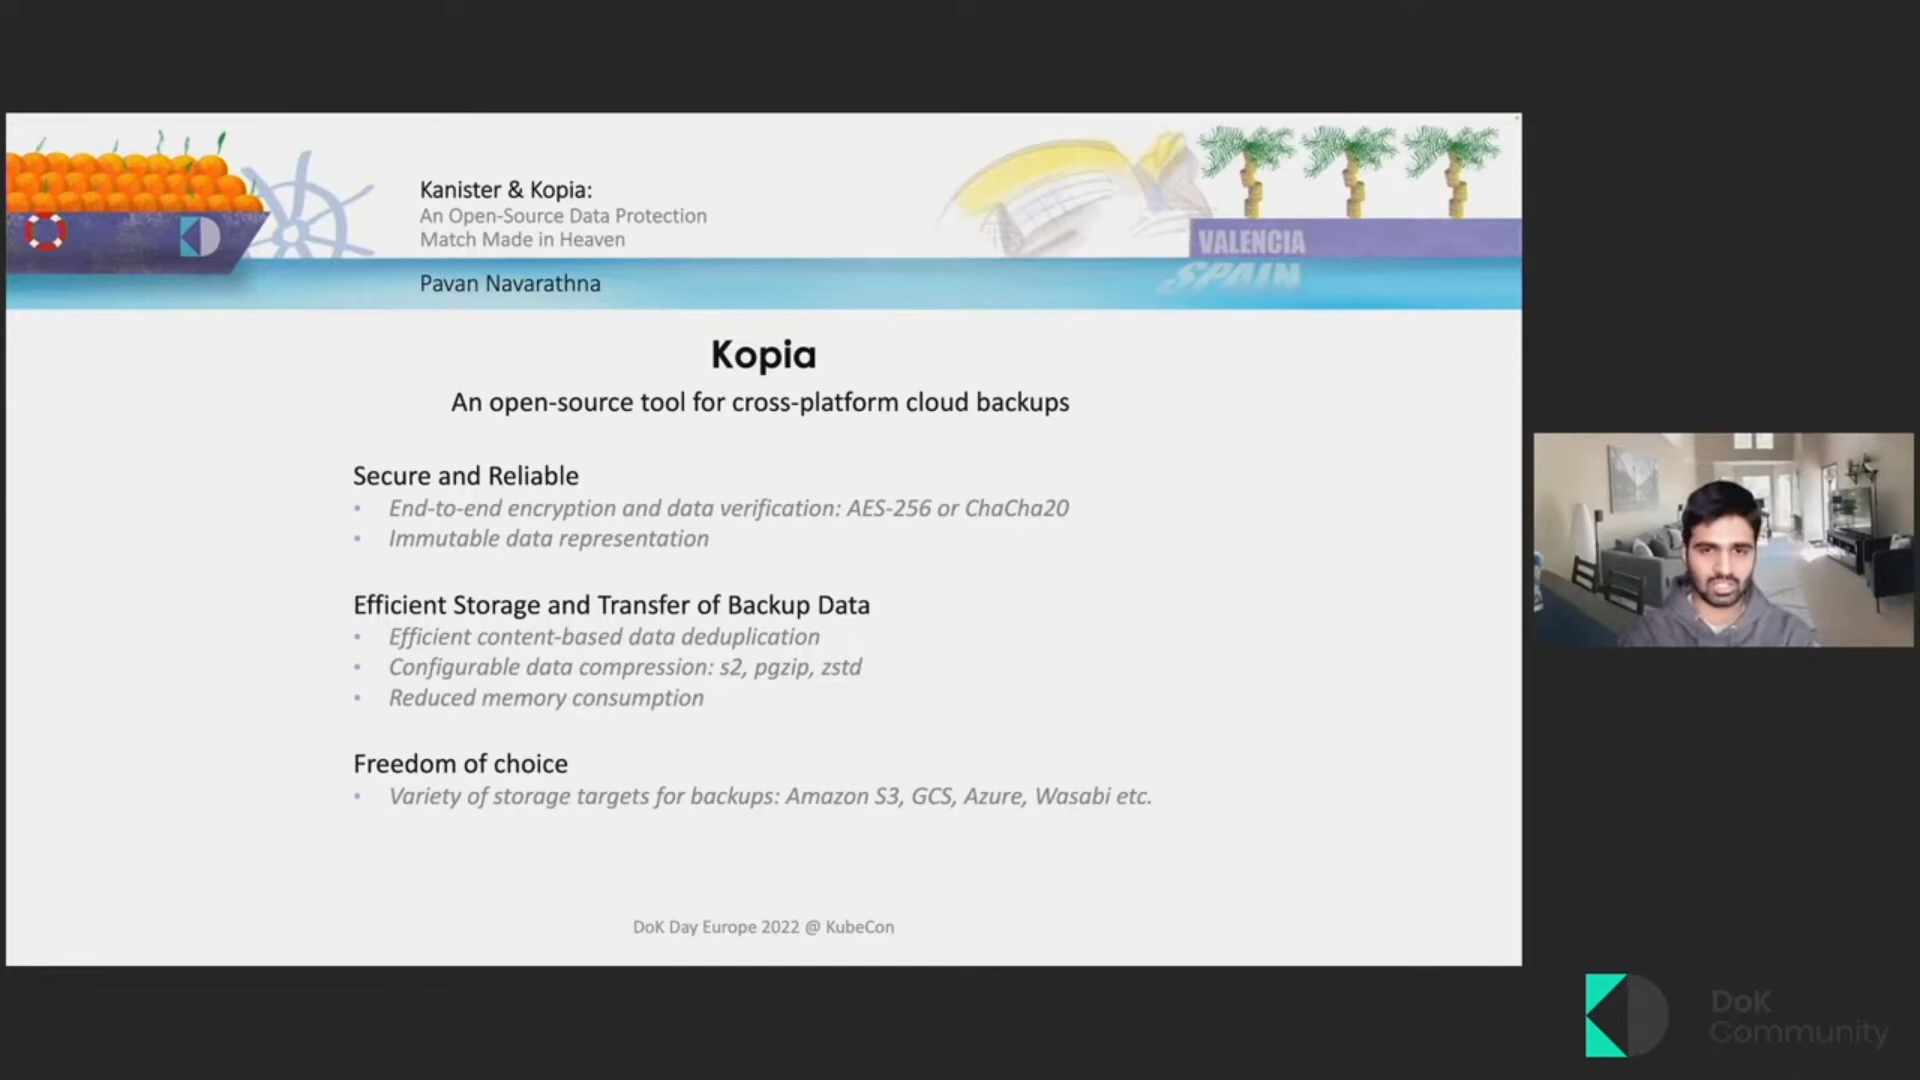 Kanister & Kopia:
An Open-Source Data Protection
Match Made in Heaven
Pavan Navarathna
VALENCIA
SPAIN
Kopia
An open-source tool for cross-platform cloud backups
Secure and Reliable
• End-to-end encryption and data verification: AES-256 or ChaCha20
• Immutable data representation
Efficient Storage and Transfer of Backup Data
• Efficient content-based data deduplication
• Configurable data compression: s2, pgzip, zstd
• Reduced memory consumption
Freedom of choice
• Variety of storage targets for backups: Amazon S3, GCS, Azure, Wasabi etc.
DoK Day Europe 2022 @ KubeCon
DoK
Community